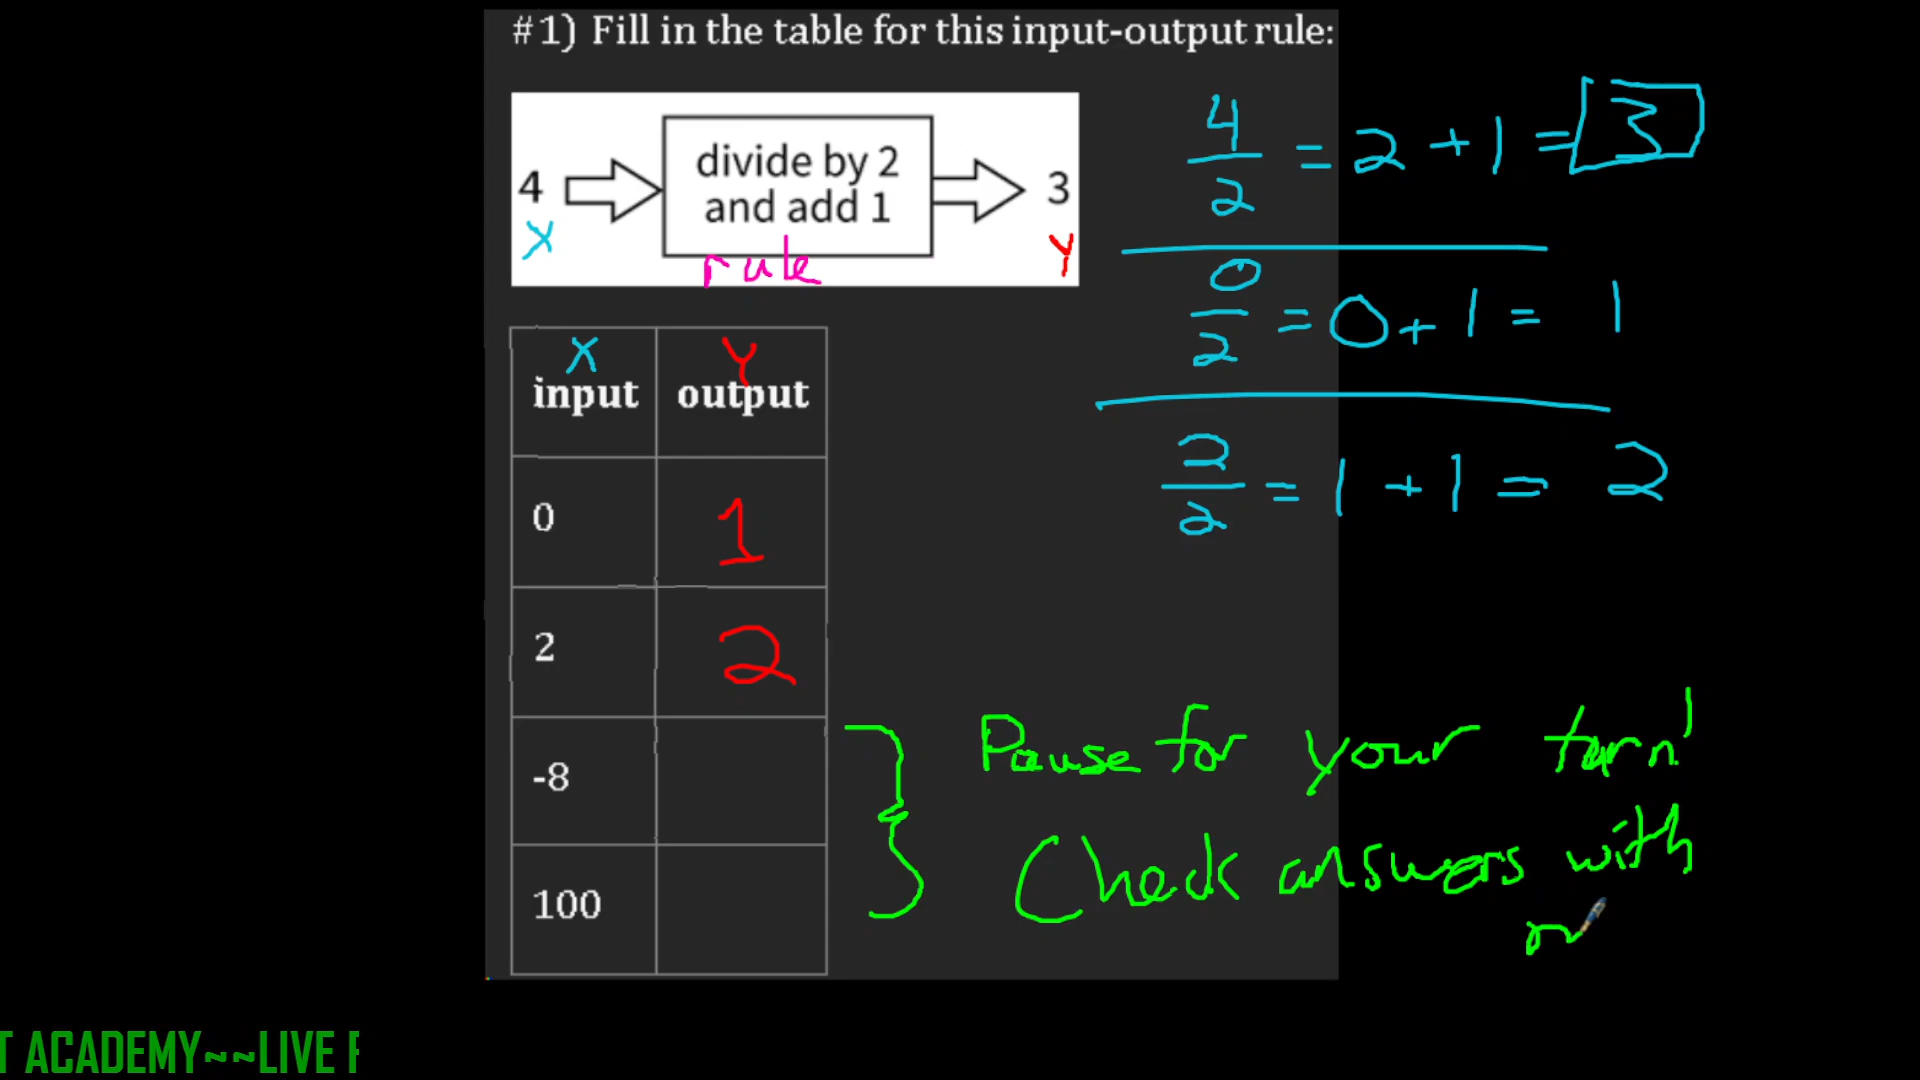 #1) Fill in the table for this input-output rule:
4 divide by 2 and add 1 3
X rule Y
4/2 = 2 + 1 = 3
0/2 = 0 + 1 = 1
2/2 = 1 + 1 = 2
X Y
input output
0 1
2 2
-8
100
Pause for your turn!
Check answers with
T ACADEMY~~LIVE F